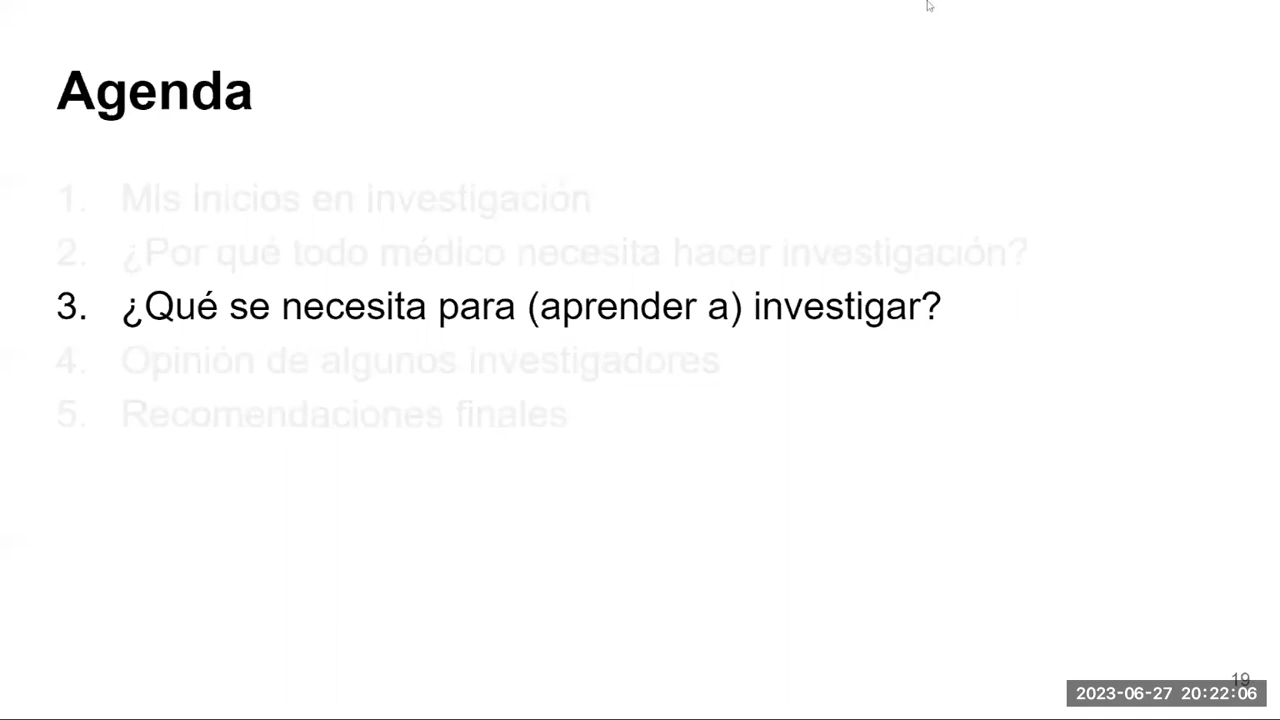 Agenda
1. Mis inicios en investigación
2. ¿Por qué todo médico necesita hacer investigación?
3. ¿Qué se necesita para (aprender a) investigar?
4. Opinión de algunos investigadores
5. Recomendaciones finales
19
2023-06-27 20:22:06